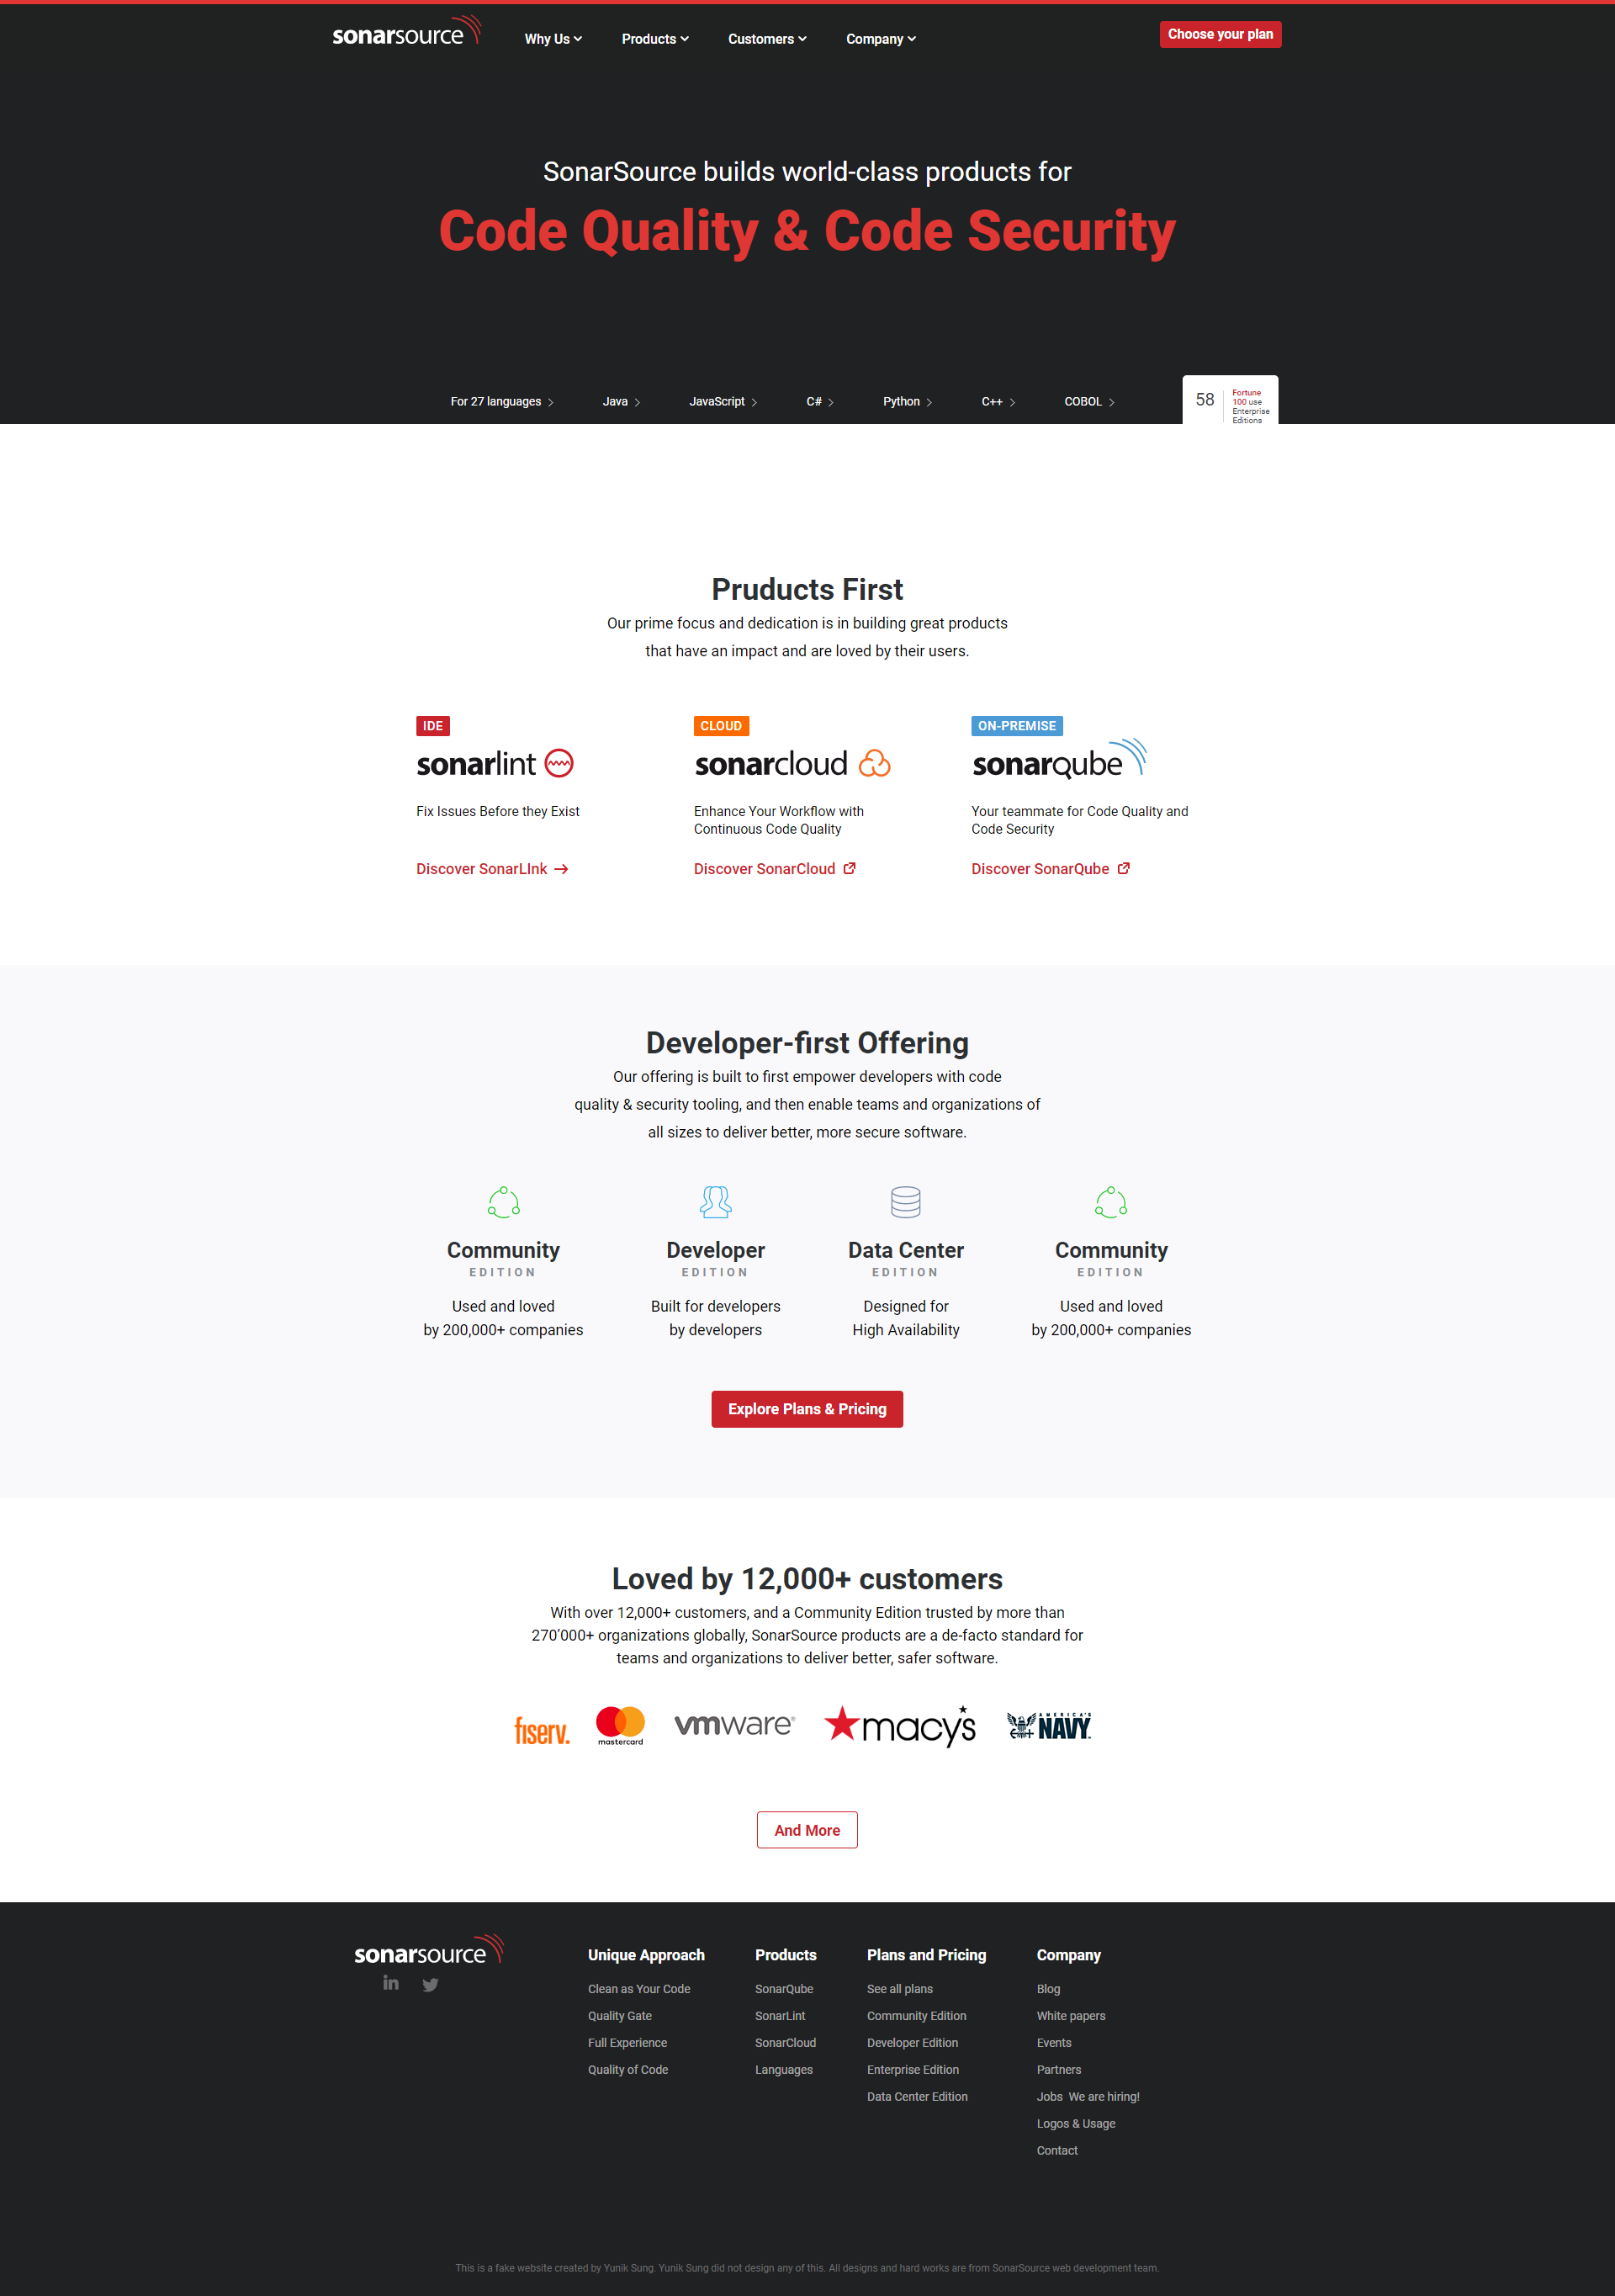 sonarsource Why Us Products Customers Company Choose your plan
SonarSource builds world-class products for
Code Quality & Code Security
For 27 languages Java JavaScript C# Python C++ COBOL
58
Fortune
100 use
Enterprise
Editions
Pruducts First
Our prime focus and dedication is in building great products
that have an impact and are loved by their users.
IDE
sonarlint
Fix Issues Before they Exist
Discover SonarLInk
CLOUD
sonarcloud
Enhance Your Workflow with
Continuous Code Quality
Discover SonarCloud
ON-PREMISE
sonarqube
Your teammate for Code Quality and
Code Security
Discover SonarQube
Developer-first Offering
Our offering is built to first empower developers with code
quality & security tooling, and then enable teams and organizations of
all sizes to deliver better, more secure software.
Community
EDITION
Used and loved
by 200,000+ companies
Developer
EDITION
Built for developers
by developers
Data Center
EDITION
Designed for
High Availability
Community
EDITION
Used and loved
by 200,000+ companies
Explore Plans & Pricing
Loved by 12,000+ customers
With over 12,000+ customers, and a Community Edition trusted by more than
270’000+ organizations globally, SonarSource products are a de-facto standard for
teams and organizations to deliver better, safer software.
fiserv.
mastercard
vmware®
macy's
AMERICA'S
NAVY
And More
sonarsource
in
Unique Approach
Clean as Your Code
Quality Gate
Full Experience
Quality of Code
Products
SonarQube
SonarLint
SonarCloud
Languages
Plans and Pricing
See all plans
Community Edition
Developer Edition
Enterprise Edition
Data Center Edition
Company
Blog
White papers
Events
Partners
Jobs We are hiring!
Logos & Usage
Contact
This is a fake website created by Yunik Sung. Yunik Sung did not design any of this. All designs and hard works are from SonarSource web development team.